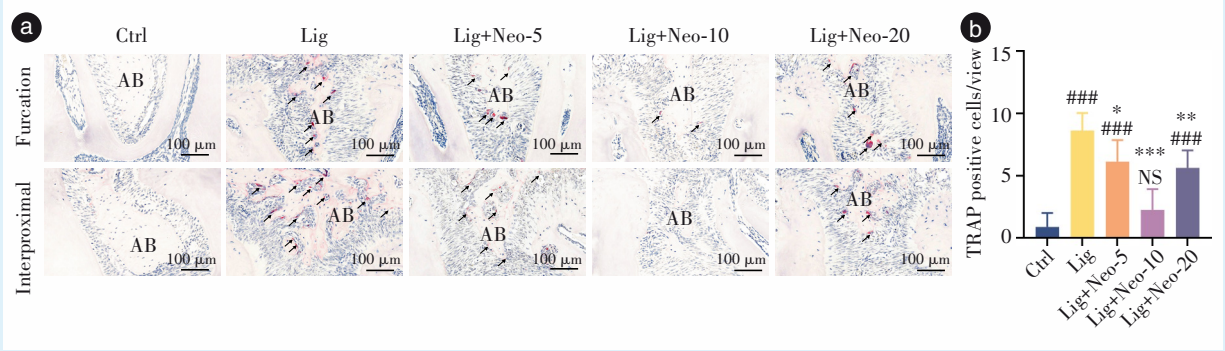 a
Ctrl
Lig
Lig+Neo-5
Lig+Neo-10
Lig+Neo-20
Furcation
AB
100 μm
AB
100 μm
AB
100 μm
AB
100 μm
AB
100 μm
Interproximal
AB
100 μm
AB
100 μm
AB
100 μm
AB
100 μm
AB
100 μm
b
TRAP positive cells/view
15
10
5
0
###
*
###
***
NS
**
###
Ctrl
Lig
Lig+Neo-5
Lig+Neo-10
Lig+Neo-20